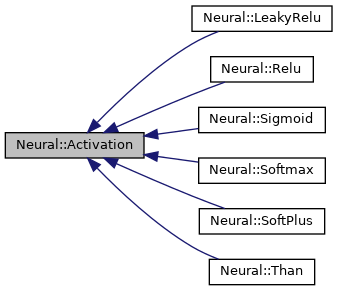 Neural::LeakyRelu
Neural::Relu
Neural::Sigmoid
Neural::Activation
Neural::Softmax
Neural::SoftPlus
Neural::Than